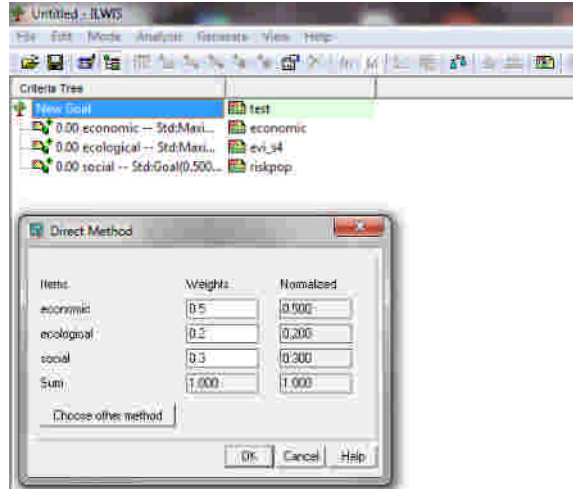 Untitled - ILWIS
File Edit Mode Analysis Generate View Help
Criteria Tree
New Goal test
0.00 economic -- Std:Maxi... economic
0.00 ecological -- Std:Maxi... evi_s4
0.00 social -- Std:Goal(0.500... riskpop
Direct Method
Items Weights Normalized
economic 0.5 0.500
ecological 0.2 0.200
social 0.3 0.300
Sum 1.000 1.000
Choose other method
OK Cancel Help